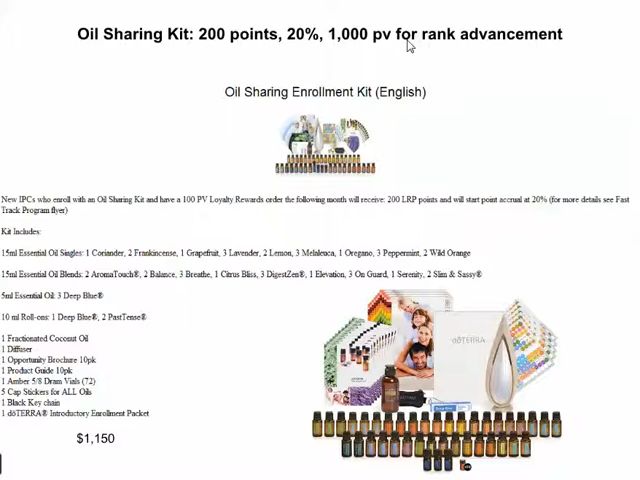 Oil Sharing Kit: 200 points, 20%, 1,000 pv for rank advancement
Oil Sharing Enrollment Kit (English)
New IPCs who enroll with an Oil Sharing Kit and have a 100 PV Loyalty Rewards order the following month will receive: 200 LRP points and will start point accrual at 20% (for more details see Fast
Track Program flyer)
Kit Includes:
15ml Essential Oil Singles: 1 Coriander, 2 Frankincense, 1 Grapefruit, 3 Lavender, 2 Lemon, 3 Melaleuca, 1 Oregano, 3 Peppermint, 2 Wild Orange
15ml Essential Oil Blends: 2 AromaTouch®, 2 Balance, 3 Breathe, 1 Citrus Bliss, 3 DigestZen®, 1 Elevation, 3 On Guard, 1 Serenity, 2 Slim & Sassy®
5ml Essential Oil: 3 Deep Blue®
10 ml Roll-ons: 1 Deep Blue®, 2 PastTense®
1 Fractionated Coconut Oil
1 Diffuser
1 Opportunity Brochure 10pk
1 Product Guide 10pk
1 Amber 5/8 Dram Vials (72)
5 Cap Stickers for ALL Oils
1 Black Key chain
1 dōTERRA® Introductory Enrollment Packet
$1,150
dōTERRA